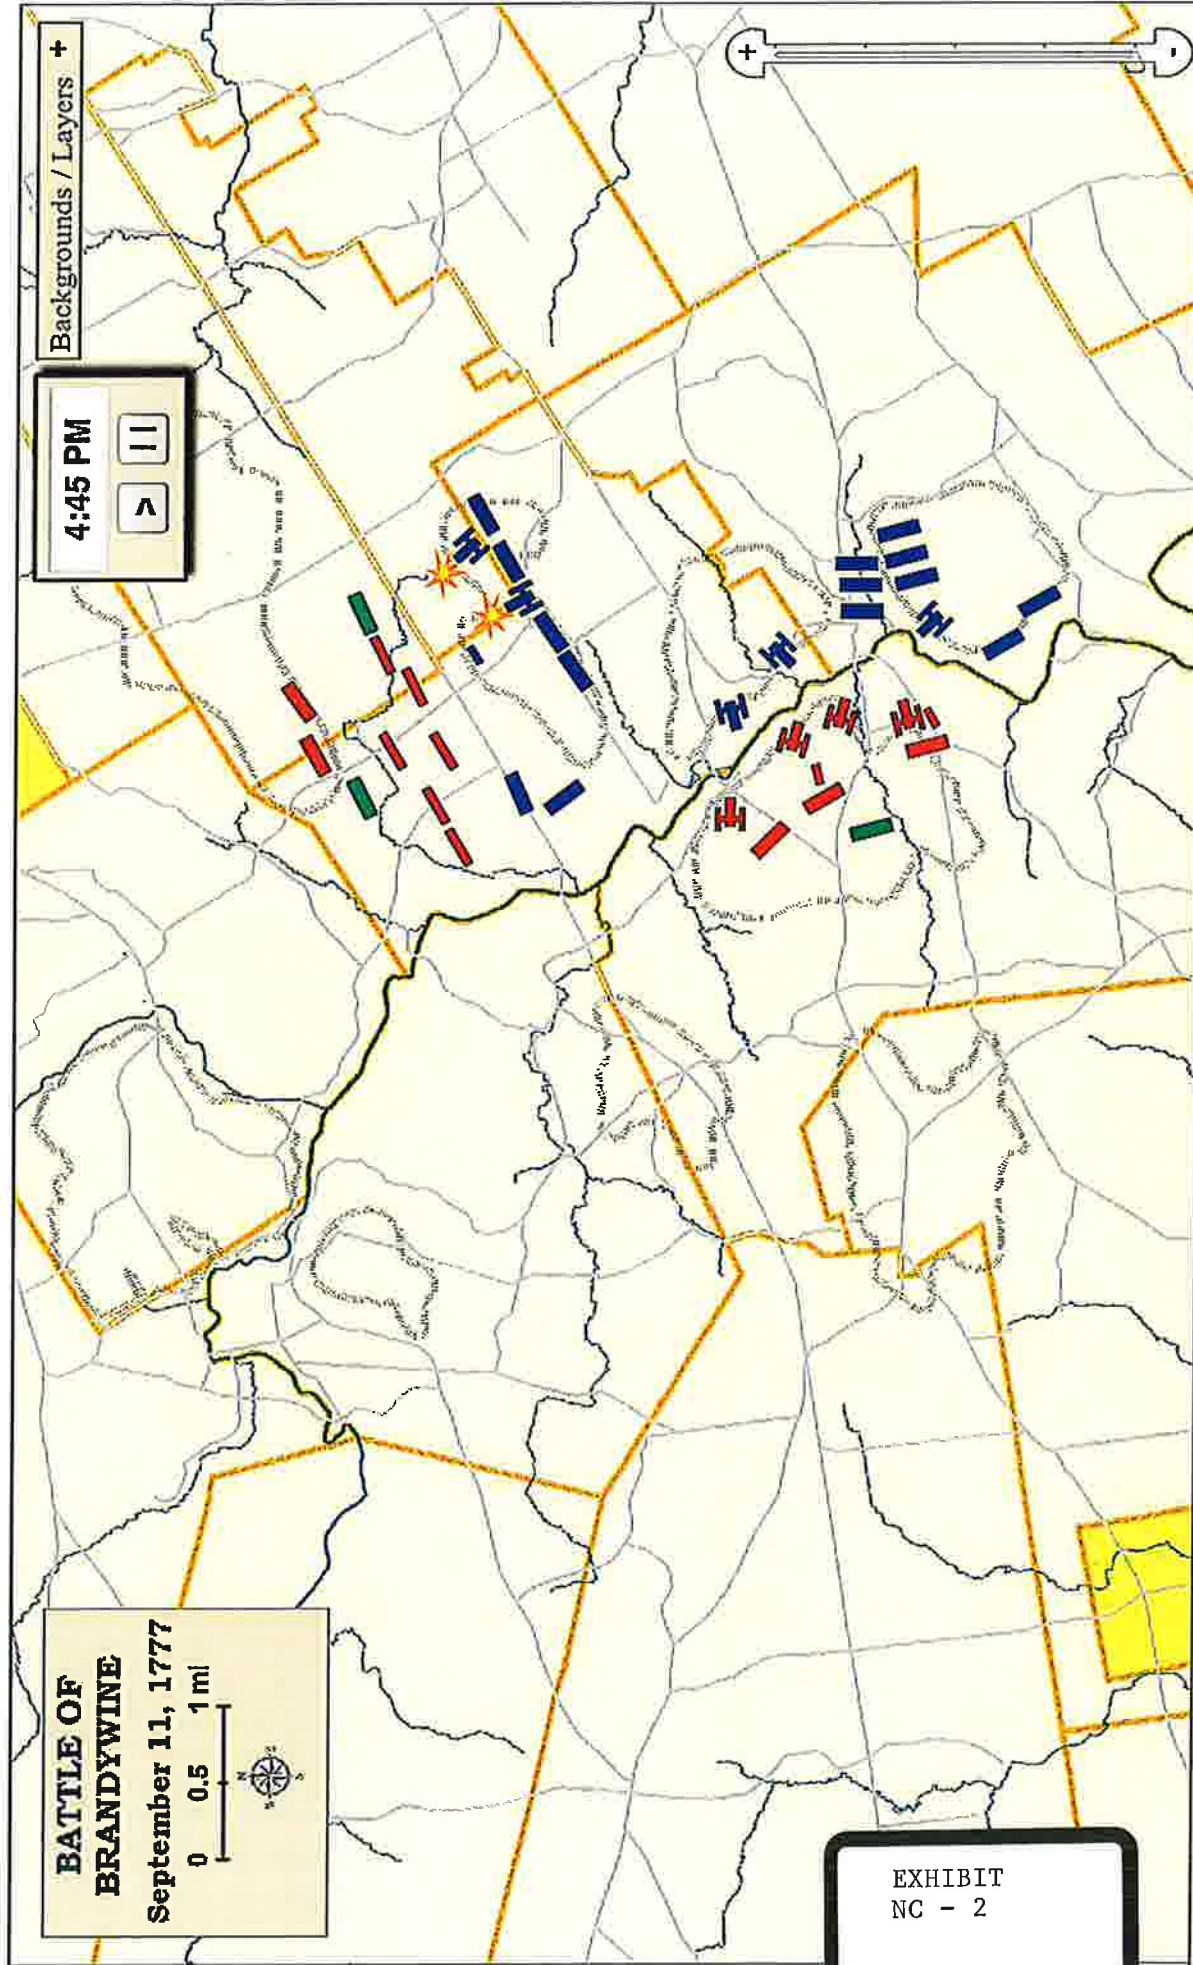 BATTLE OF
BRANDYWINE
September 11, 1777
0 0.5 1 mi
N
S
4:45 PM
> ||
Backgrounds / Layers +
+
-
EXHIBIT
NC - 2